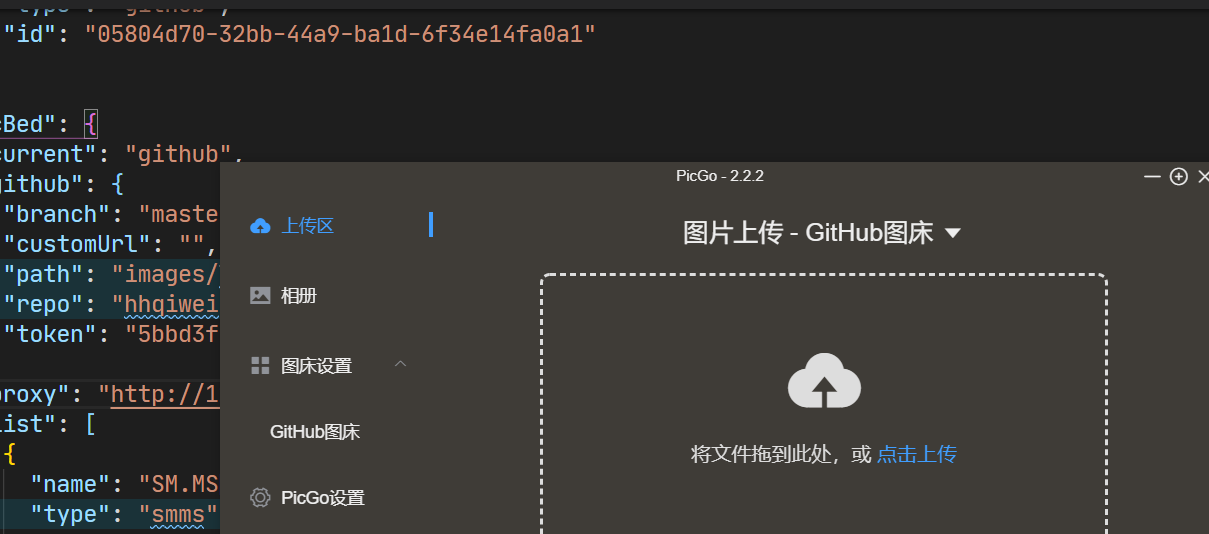 "id": "05804d70-32bb-44a9-ba1d-6f34e14fa0a1"
Bed": {
current": "github",
github": {
"branch": "maste
"customUrl": "",
"path": "images/
"repo": "hhqiwei
"token": "5bbd3f
proxy": "http://1
list": [
{
"name": "SM.MS
"type": "smms"
PicGo - 2.2.2
上传区
相册
图床设置
GitHub图床
PicGo设置
图片上传 - GitHub图床
将文件拖到此处，或 点击上传